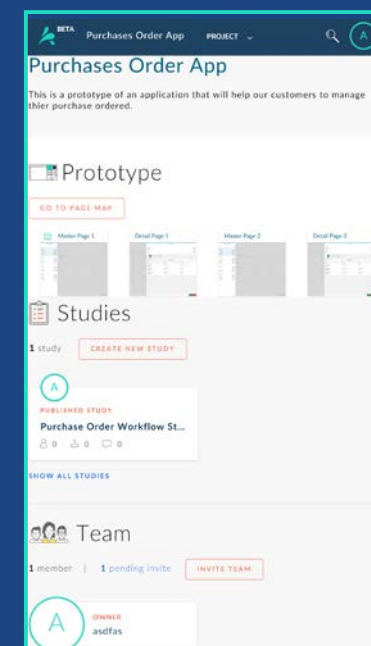 BETA
Purchases Order App PROJECT A
Purchases Order App
This is a prototype of an application that will help our customers to manage
thier purchase ordered.
Prototype
GO TO PAGE MAP
Master Page 1 Detail Page 1 Master Page 2 Detail Page 2
Studies
1 study CREATE NEW STUDY
A
PUBLISHED STUDY
Purchase Order Workflow St...
0 0 0
SHOW ALL STUDIES
Team
1 member | 1 pending invite INVITE TEAM
A
OWNER
asdfas